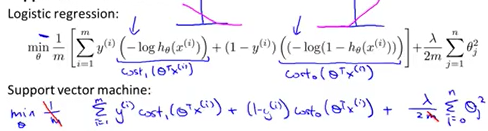 Logistic regression:
min_θ 1/m [ Σ_{i=1}^{m} y^{(i)} (−log h_θ(x^{(i)})) + (1 − y^{(i)}) ((−log(1 − h_θ(x^{(i)}))) ] + λ/2m Σ_{j=1}^{n} θ_j^2
cost_1(θ^T x^{(i)}) cost_0(θ^T x^{(i)})
Support vector machine:
min_θ 1/m Σ_{i=1}^{n} y^{(i)} cost_1(θ^T x^{(i)}) + (1−y^{(i)}) cost_0(θ^T x^{(i)}) + λ/2m Σ_{j=0}^{n} θ_j^2